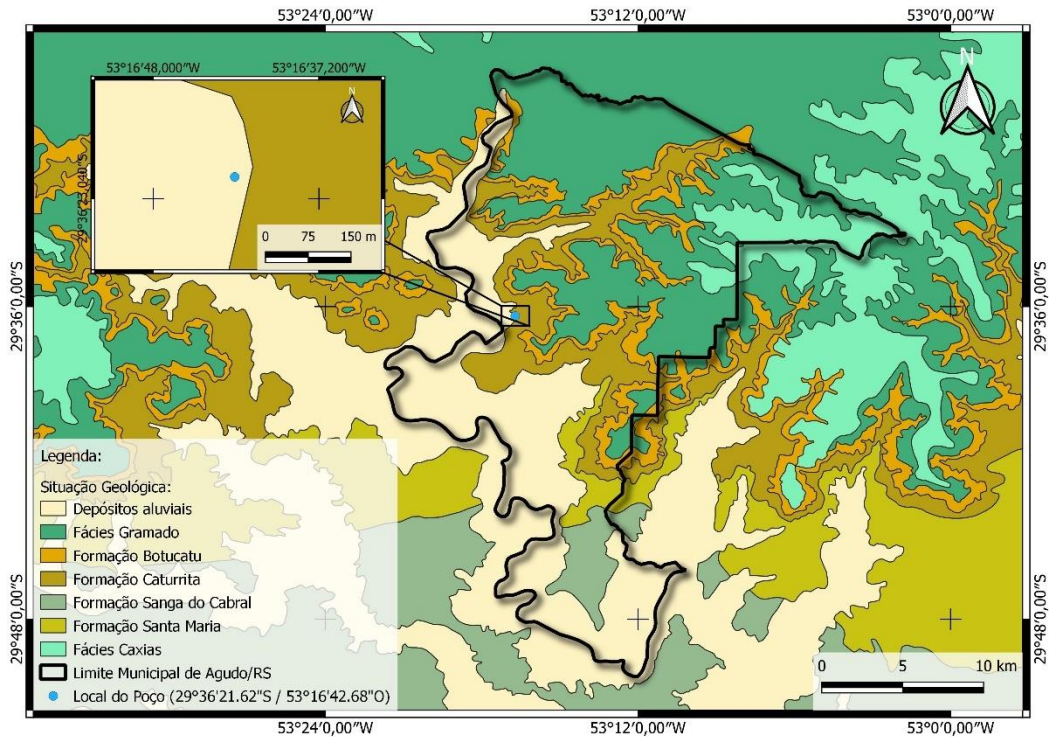 53°24'0,00"W 53°12'0,00"W 53°0'0,00"W
N
53°16'48,000"W 53°16'37,200"W
N
29°36'23,040"S
0 75 150 m
29°36'0,00"S 29°36'0,00"S
Legenda:
Situação Geológica:
Depósitos aluviais
Fácies Gramado
Formação Botucatu
Formação Caturrita
Formação Sanga do Cabral
Formação Santa Maria
Fácies Caxias
Limite Municipal de Agudo/RS
Local do Poço (29°36'21.62"S / 53°16'42.68"O)
29°48'0,00"S 29°48'0,00"S
0 5 10 km
53°24'0,00"W 53°12'0,00"W 53°0'0,00"W